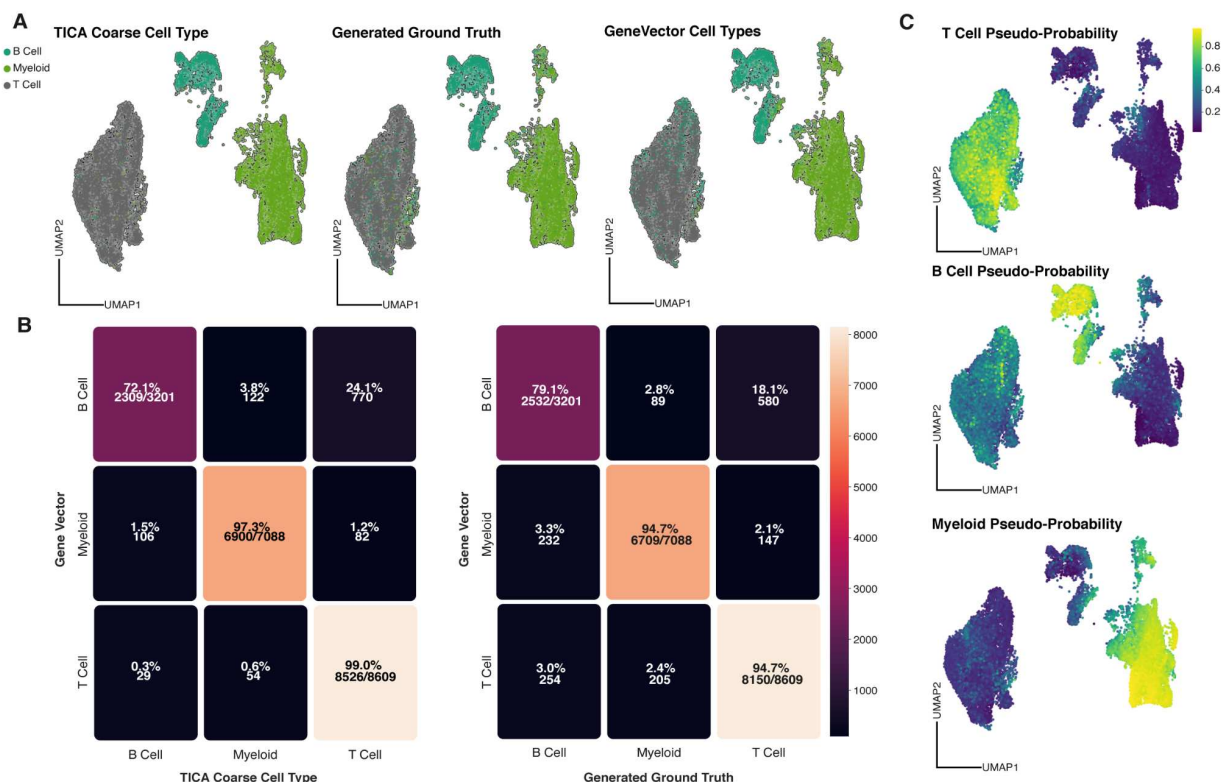 A
TICA Coarse Cell Type
Generated Ground Truth
GeneVector Cell Types
B Cell
Myeloid
T Cell
UMAP2
UMAP1
UMAP2
UMAP1
UMAP2
UMAP1
B
Gene Vector
B Cell
Myeloid
T Cell
72.1%
2309/3201
3.8%
122
24.1%
770
1.5%
106
97.3%
6900/7088
1.2%
82
0.3%
29
0.6%
54
99.0%
8526/8609
B Cell
Myeloid
T Cell
TICA Coarse Cell Type
Gene Vector
B Cell
Myeloid
T Cell
79.1%
2532/3201
2.8%
89
18.1%
580
3.3%
232
94.7%
6709/7088
2.1%
147
3.0%
254
2.4%
205
94.7%
8150/8609
B Cell
Myeloid
T Cell
Generated Ground Truth
8000
7000
6000
5000
4000
3000
2000
1000
C
T Cell Pseudo-Probability
0.8
0.6
0.4
0.2
UMAP2
UMAP1
B Cell Pseudo-Probability
UMAP2
UMAP1
Myeloid Pseudo-Probability
UMAP2
UMAP1